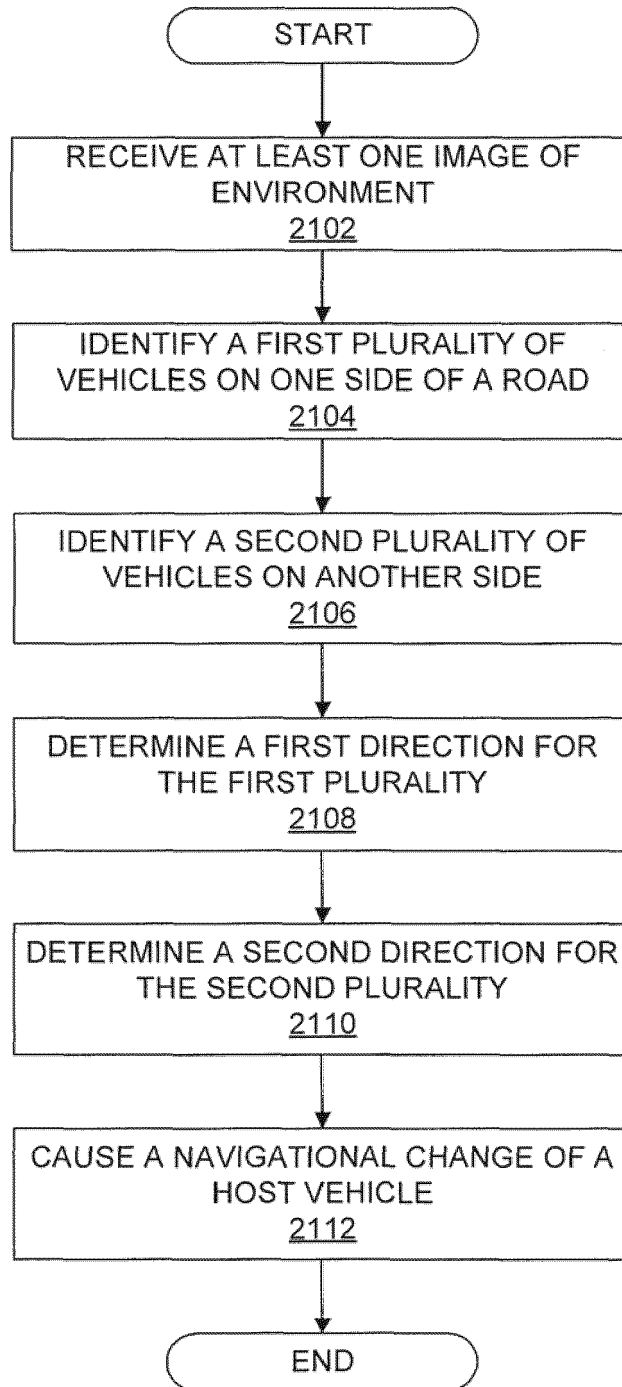 START
RECEIVE AT LEAST ONE IMAGE OF
ENVIRONMENT
2102
IDENTIFY A FIRST PLURALITY OF
VEHICLES ON ONE SIDE OF A ROAD
2104
IDENTIFY A SECOND PLURALITY OF
VEHICLES ON ANOTHER SIDE
2106
DETERMINE A FIRST DIRECTION FOR
THE FIRST PLURALITY
2108
DETERMINE A SECOND DIRECTION FOR
THE SECOND PLURALITY
2110
CAUSE A NAVIGATIONAL CHANGE OF A
HOST VEHICLE
2112
END